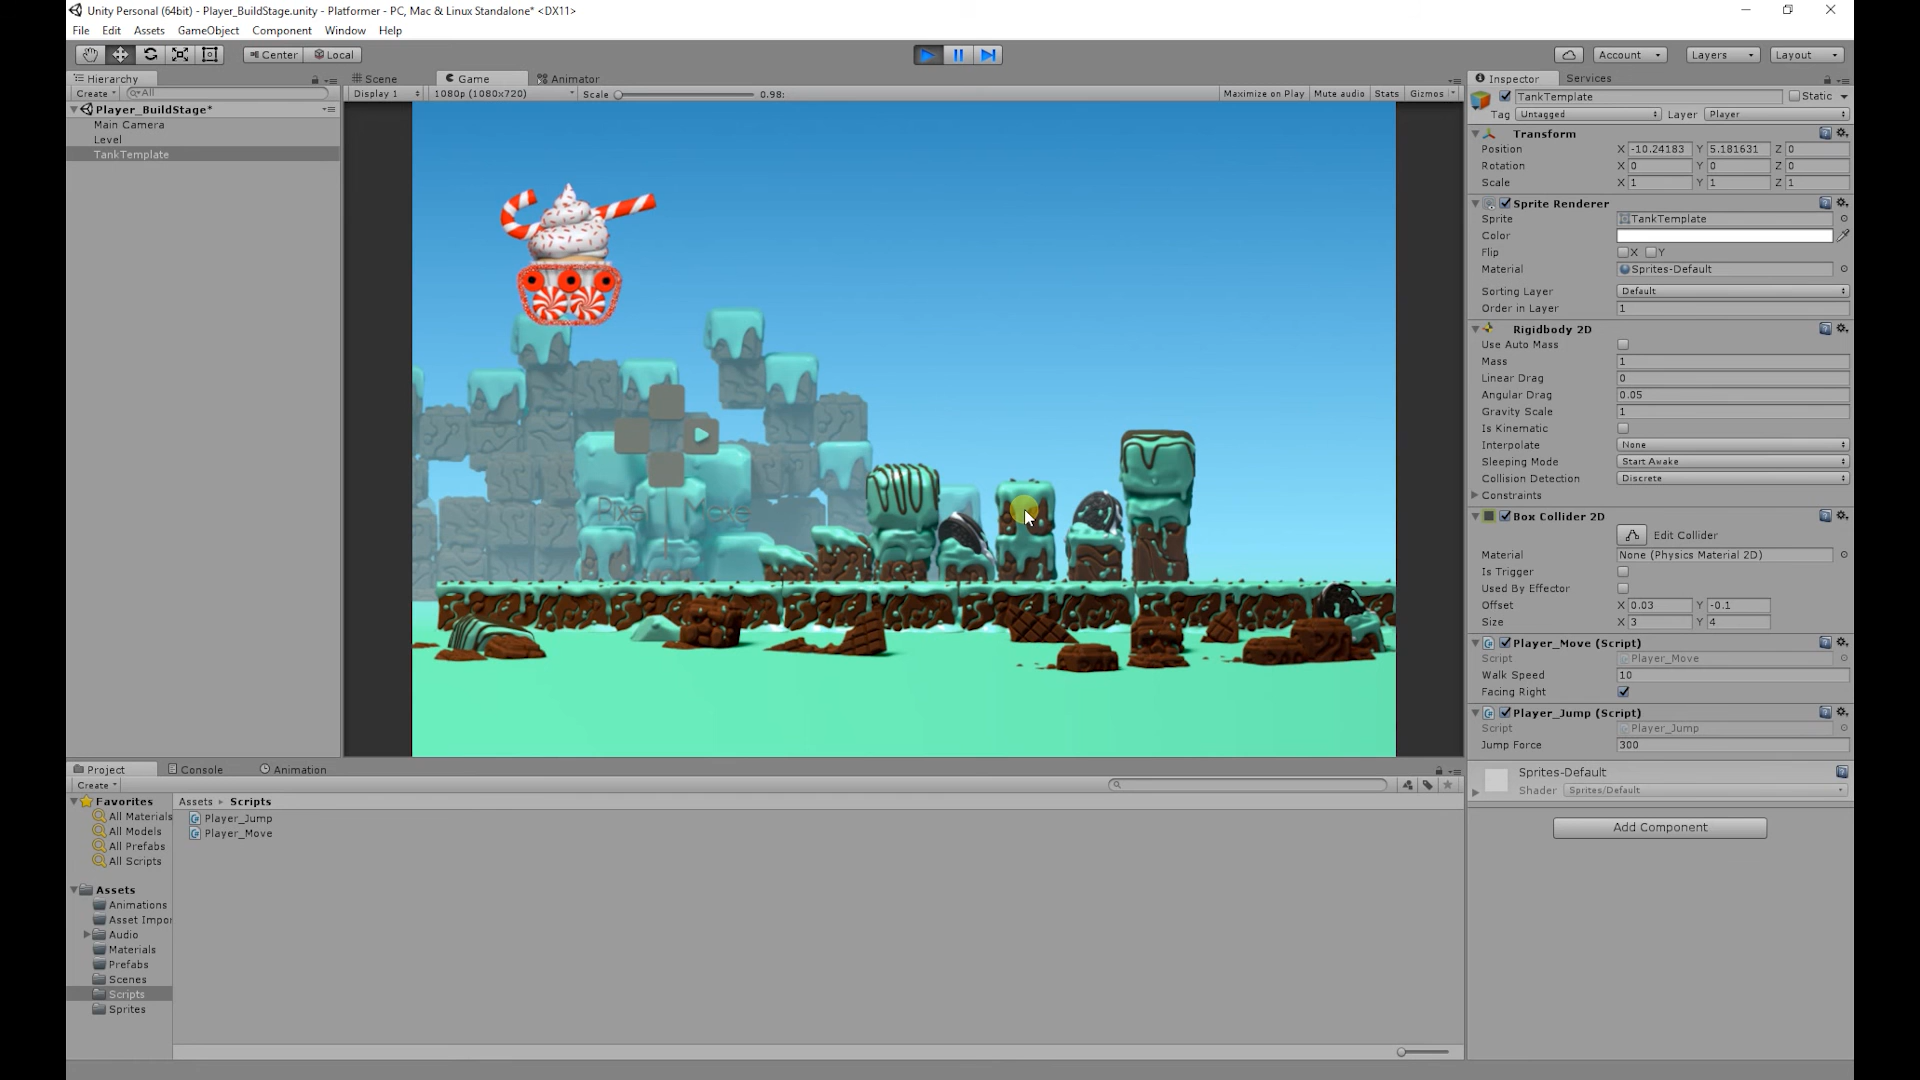 Unity Personal (64bit) - Player_BuildStage.unity - Platformer - PC, Mac & Linux Standalone* <DX11>
File Edit Assets GameObject Component Window Help
Center Local
Account Layers Layout
Hierarchy
Create All
Player_BuildStage*
Main Camera
Level
TankTemplate
Scene Game Animator
Display 1 1080p (1080x720) Scale 0.98: Maximize on Play Mute audio Stats Gizmos
Pixel Moxe
Inspector Services
TankTemplate Static
Tag Untagged Layer Player
Transform
Position X -10.24183 Y 5.181631 Z 0
Rotation X 0 Y 0 Z 0
Scale X 1 Y 1 Z 1
Sprite Renderer
Sprite TankTemplate
Color
Flip X Y
Material Sprites-Default
Sorting Layer Default
Order in Layer 1
Rigidbody 2D
Use Auto Mass
Mass 1
Linear Drag 0
Angular Drag 0.05
Gravity Scale 1
Is Kinematic
Interpolate None
Sleeping Mode Start Awake
Collision Detection Discrete
Constraints
Box Collider 2D
Edit Collider
Material None (Physics Material 2D)
Is Trigger
Used By Effector
Offset X 0.03 Y -0.1
Size X 3 Y 4
Player_Move (Script)
Script Player_Move
Walk Speed 10
Facing Right
Player_Jump (Script)
Script Player_Jump
Jump Force 300
Sprites-Default
Shader Sprites/Default
Add Component
Project Console Animation
Create
Favorites
All Materials
All Models
All Prefabs
All Scripts
Assets
Animations
Asset Impor
Audio
Materials
Prefabs
Scenes
Scripts
Sprites
Assets Scripts
Player_Jump
Player_Move